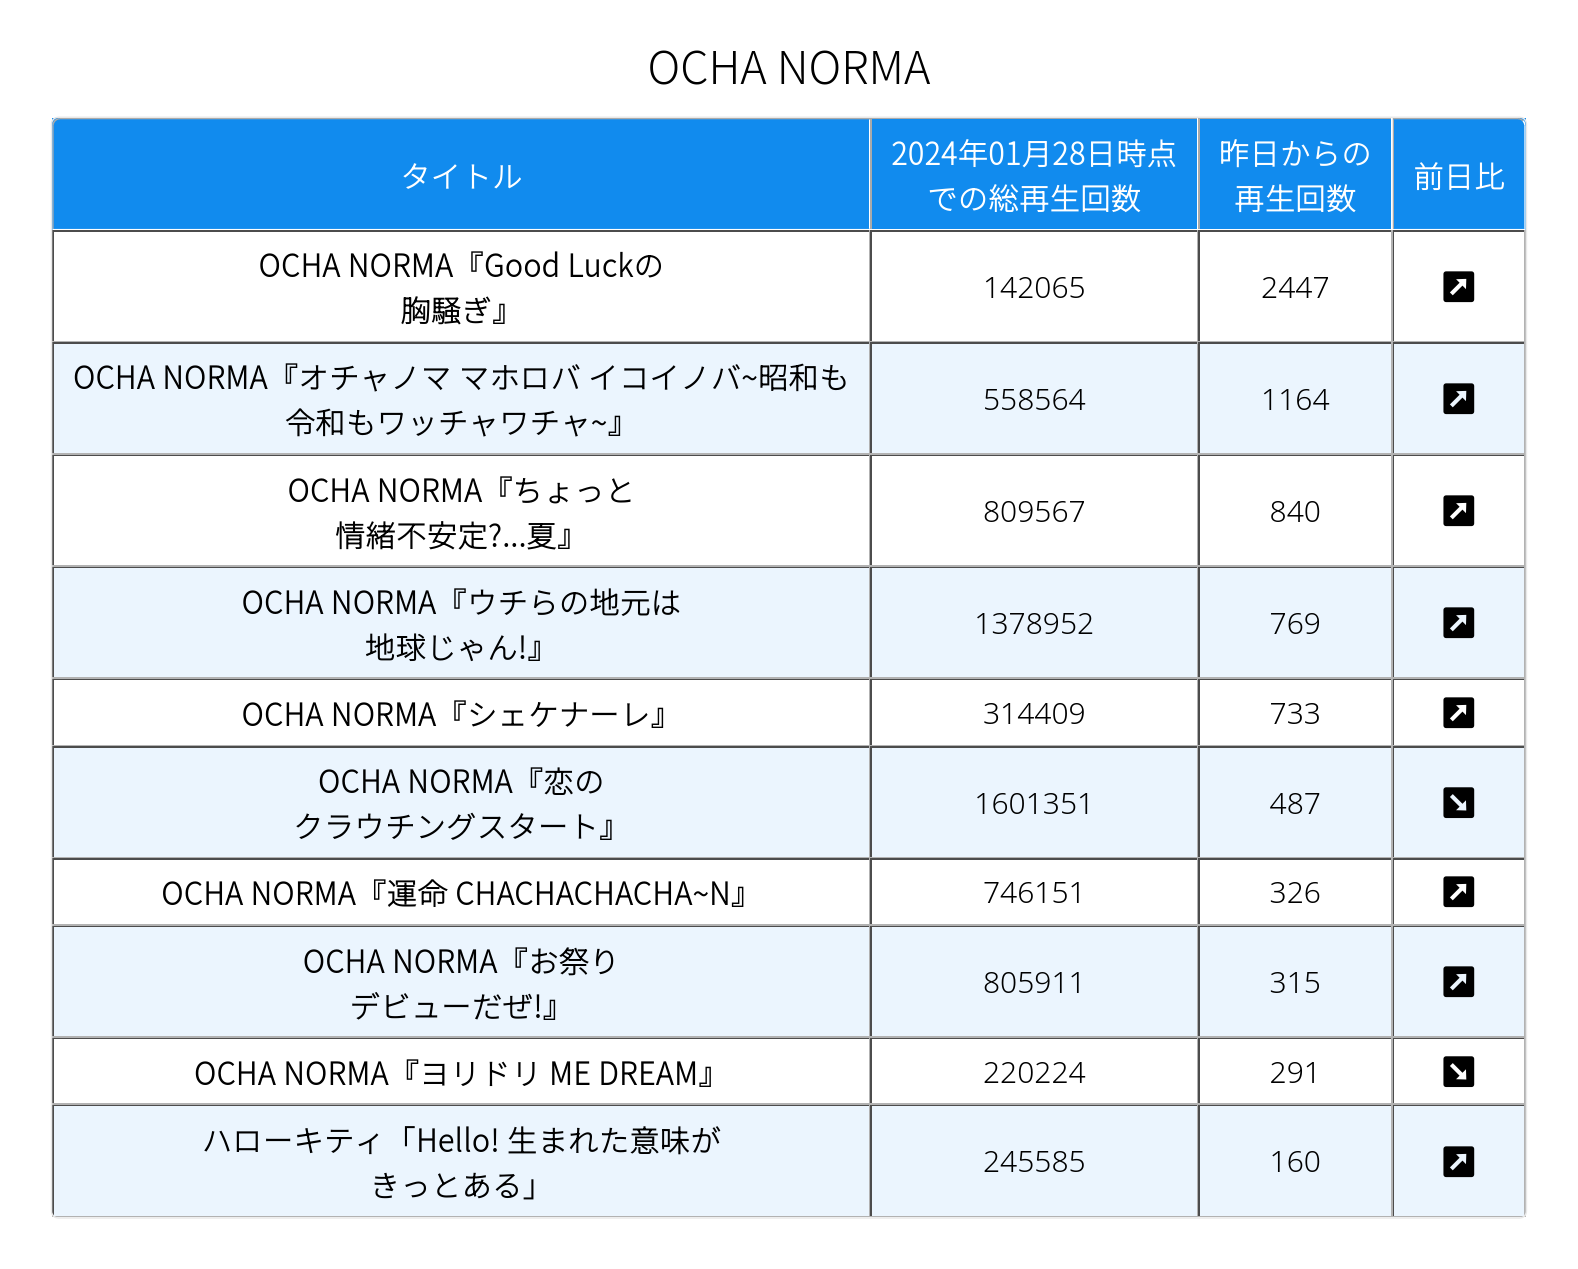 OCHA NORMA
タイトル
2024年01月28日時点
での総再生回数
昨日からの
再生回数
前日比
OCHA NORMA『Good Luckの
胸騒ぎ』
142065
2447
↗
OCHA NORMA『オチャノマ マホロバ イコイノバ~昭和も
令和もワッチャワチャ~』
558564
1164
↗
OCHA NORMA『ちょっと
情緒不安定?...夏』
809567
840
↗
OCHA NORMA『ウチらの地元は
地球じゃん!』
1378952
769
↗
OCHA NORMA『シェケナーレ』
314409
733
↗
OCHA NORMA『恋の
クラウチングスタート』
1601351
487
↘
OCHA NORMA『運命 CHACHACHACHA~N』
746151
326
↗
OCHA NORMA『お祭り
デビューだぜ!』
805911
315
↗
OCHA NORMA『ヨリドリ ME DREAM』
220224
291
↘
ハローキティ「Hello! 生まれた意味が
きっとある」
245585
160
↗